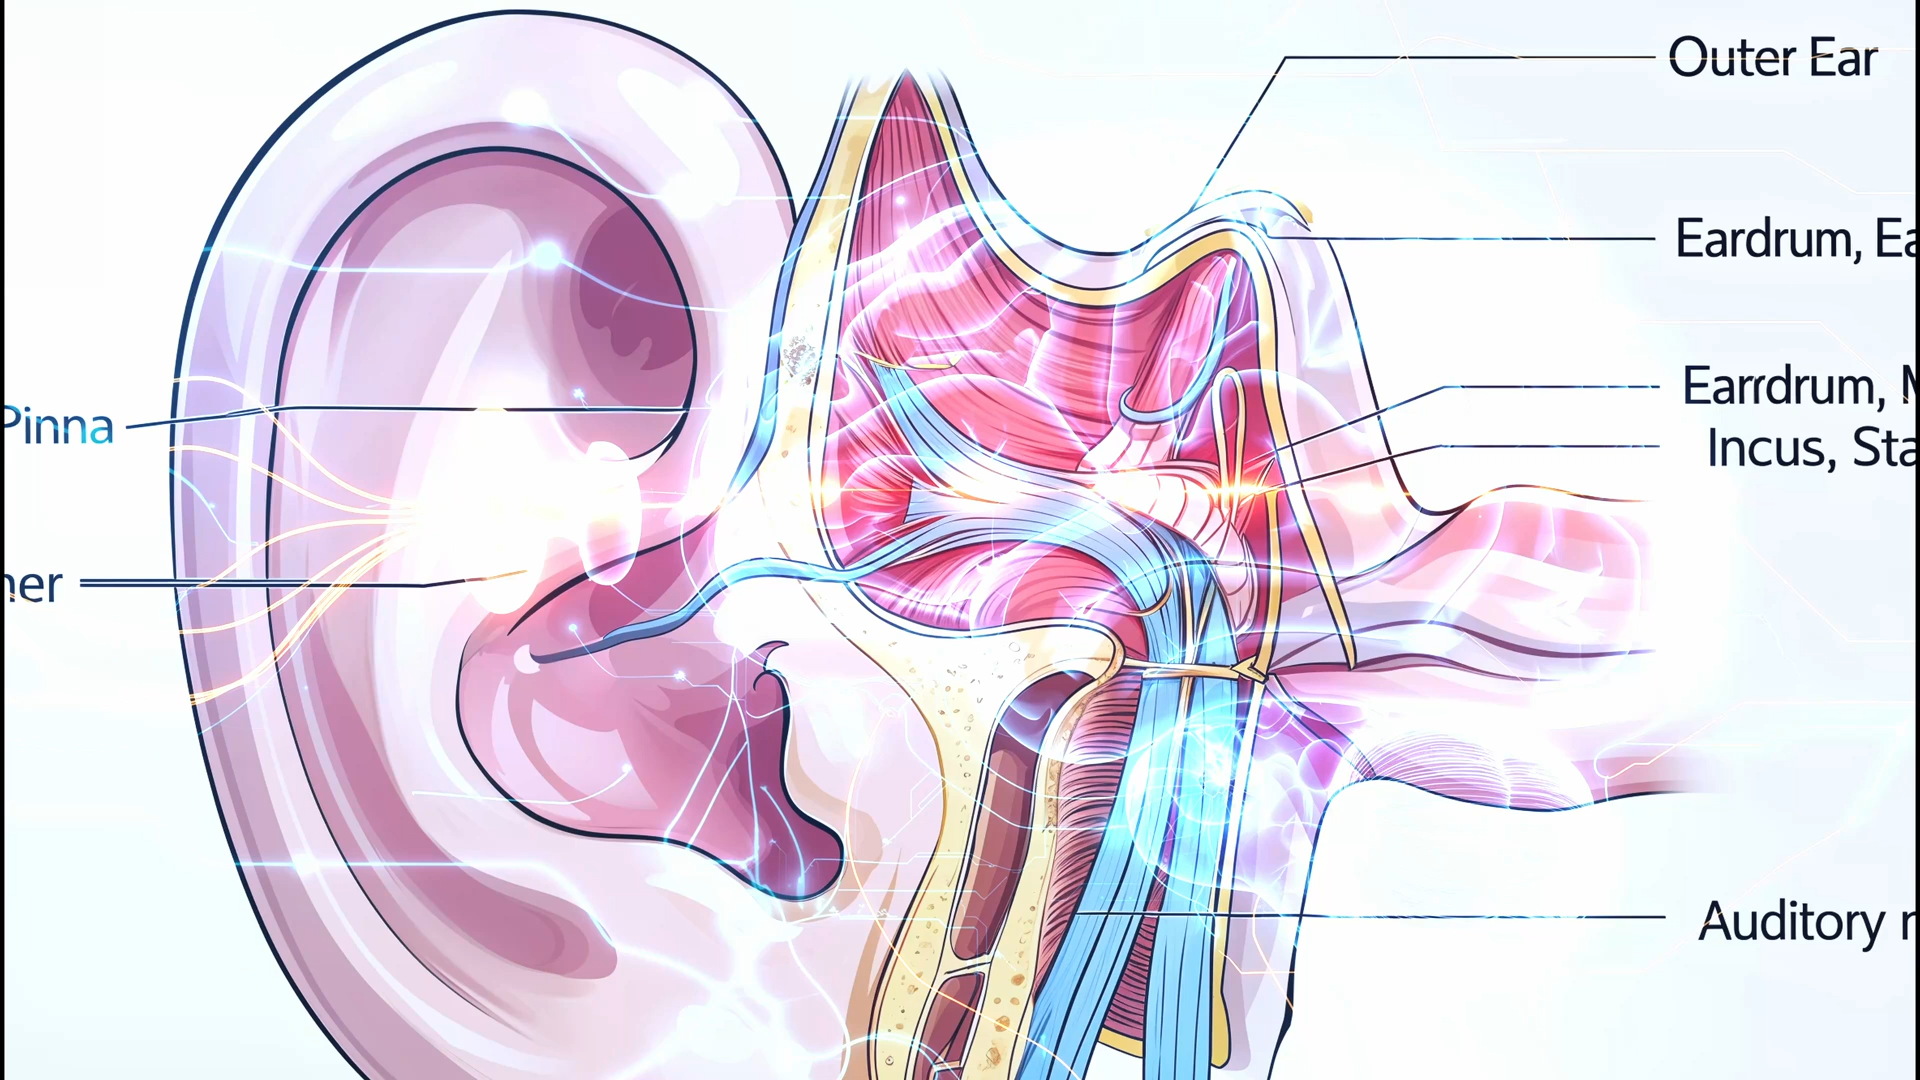 Outer Ear
Eardrum, Ea
Earrdrum, M
Pinna
Incus, Sta
ner
Auditory n